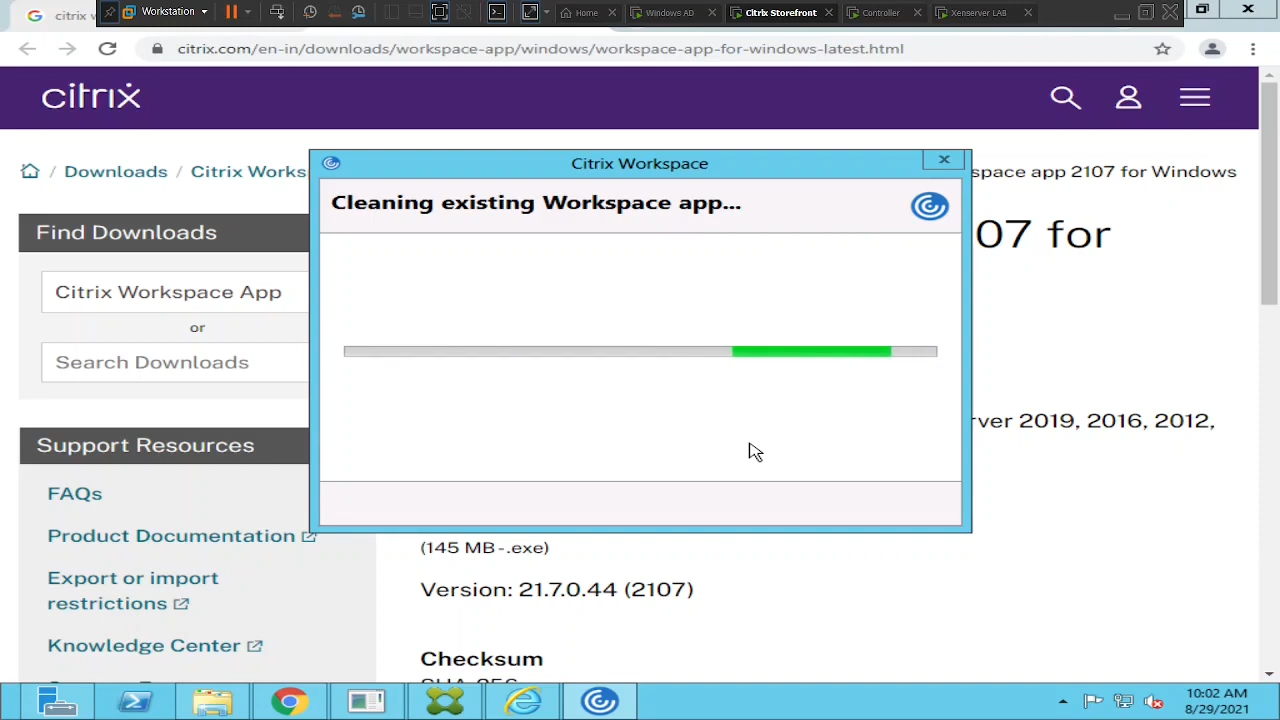 citrix w
Workstation
Home
Windows AD
Citrix Storefront
Controller
Xenserver LAB
citrix.com/en-in/downloads/workspace-app/windows/workspace-app-for-windows-latest.html
citrix
/ Downloads / Citrix Works
space app 2107 for Windows
Citrix Workspace
Cleaning existing Workspace app...
Find Downloads
07 for
Citrix Workspace App
or
Search Downloads
rver 2019, 2016, 2012,
Support Resources
FAQs
Product Documentation
Export or import
restrictions
Knowledge Center
(145 MB-.exe)
Version: 21.7.0.44 (2107)
Checksum
10:02 AM
8/29/2021